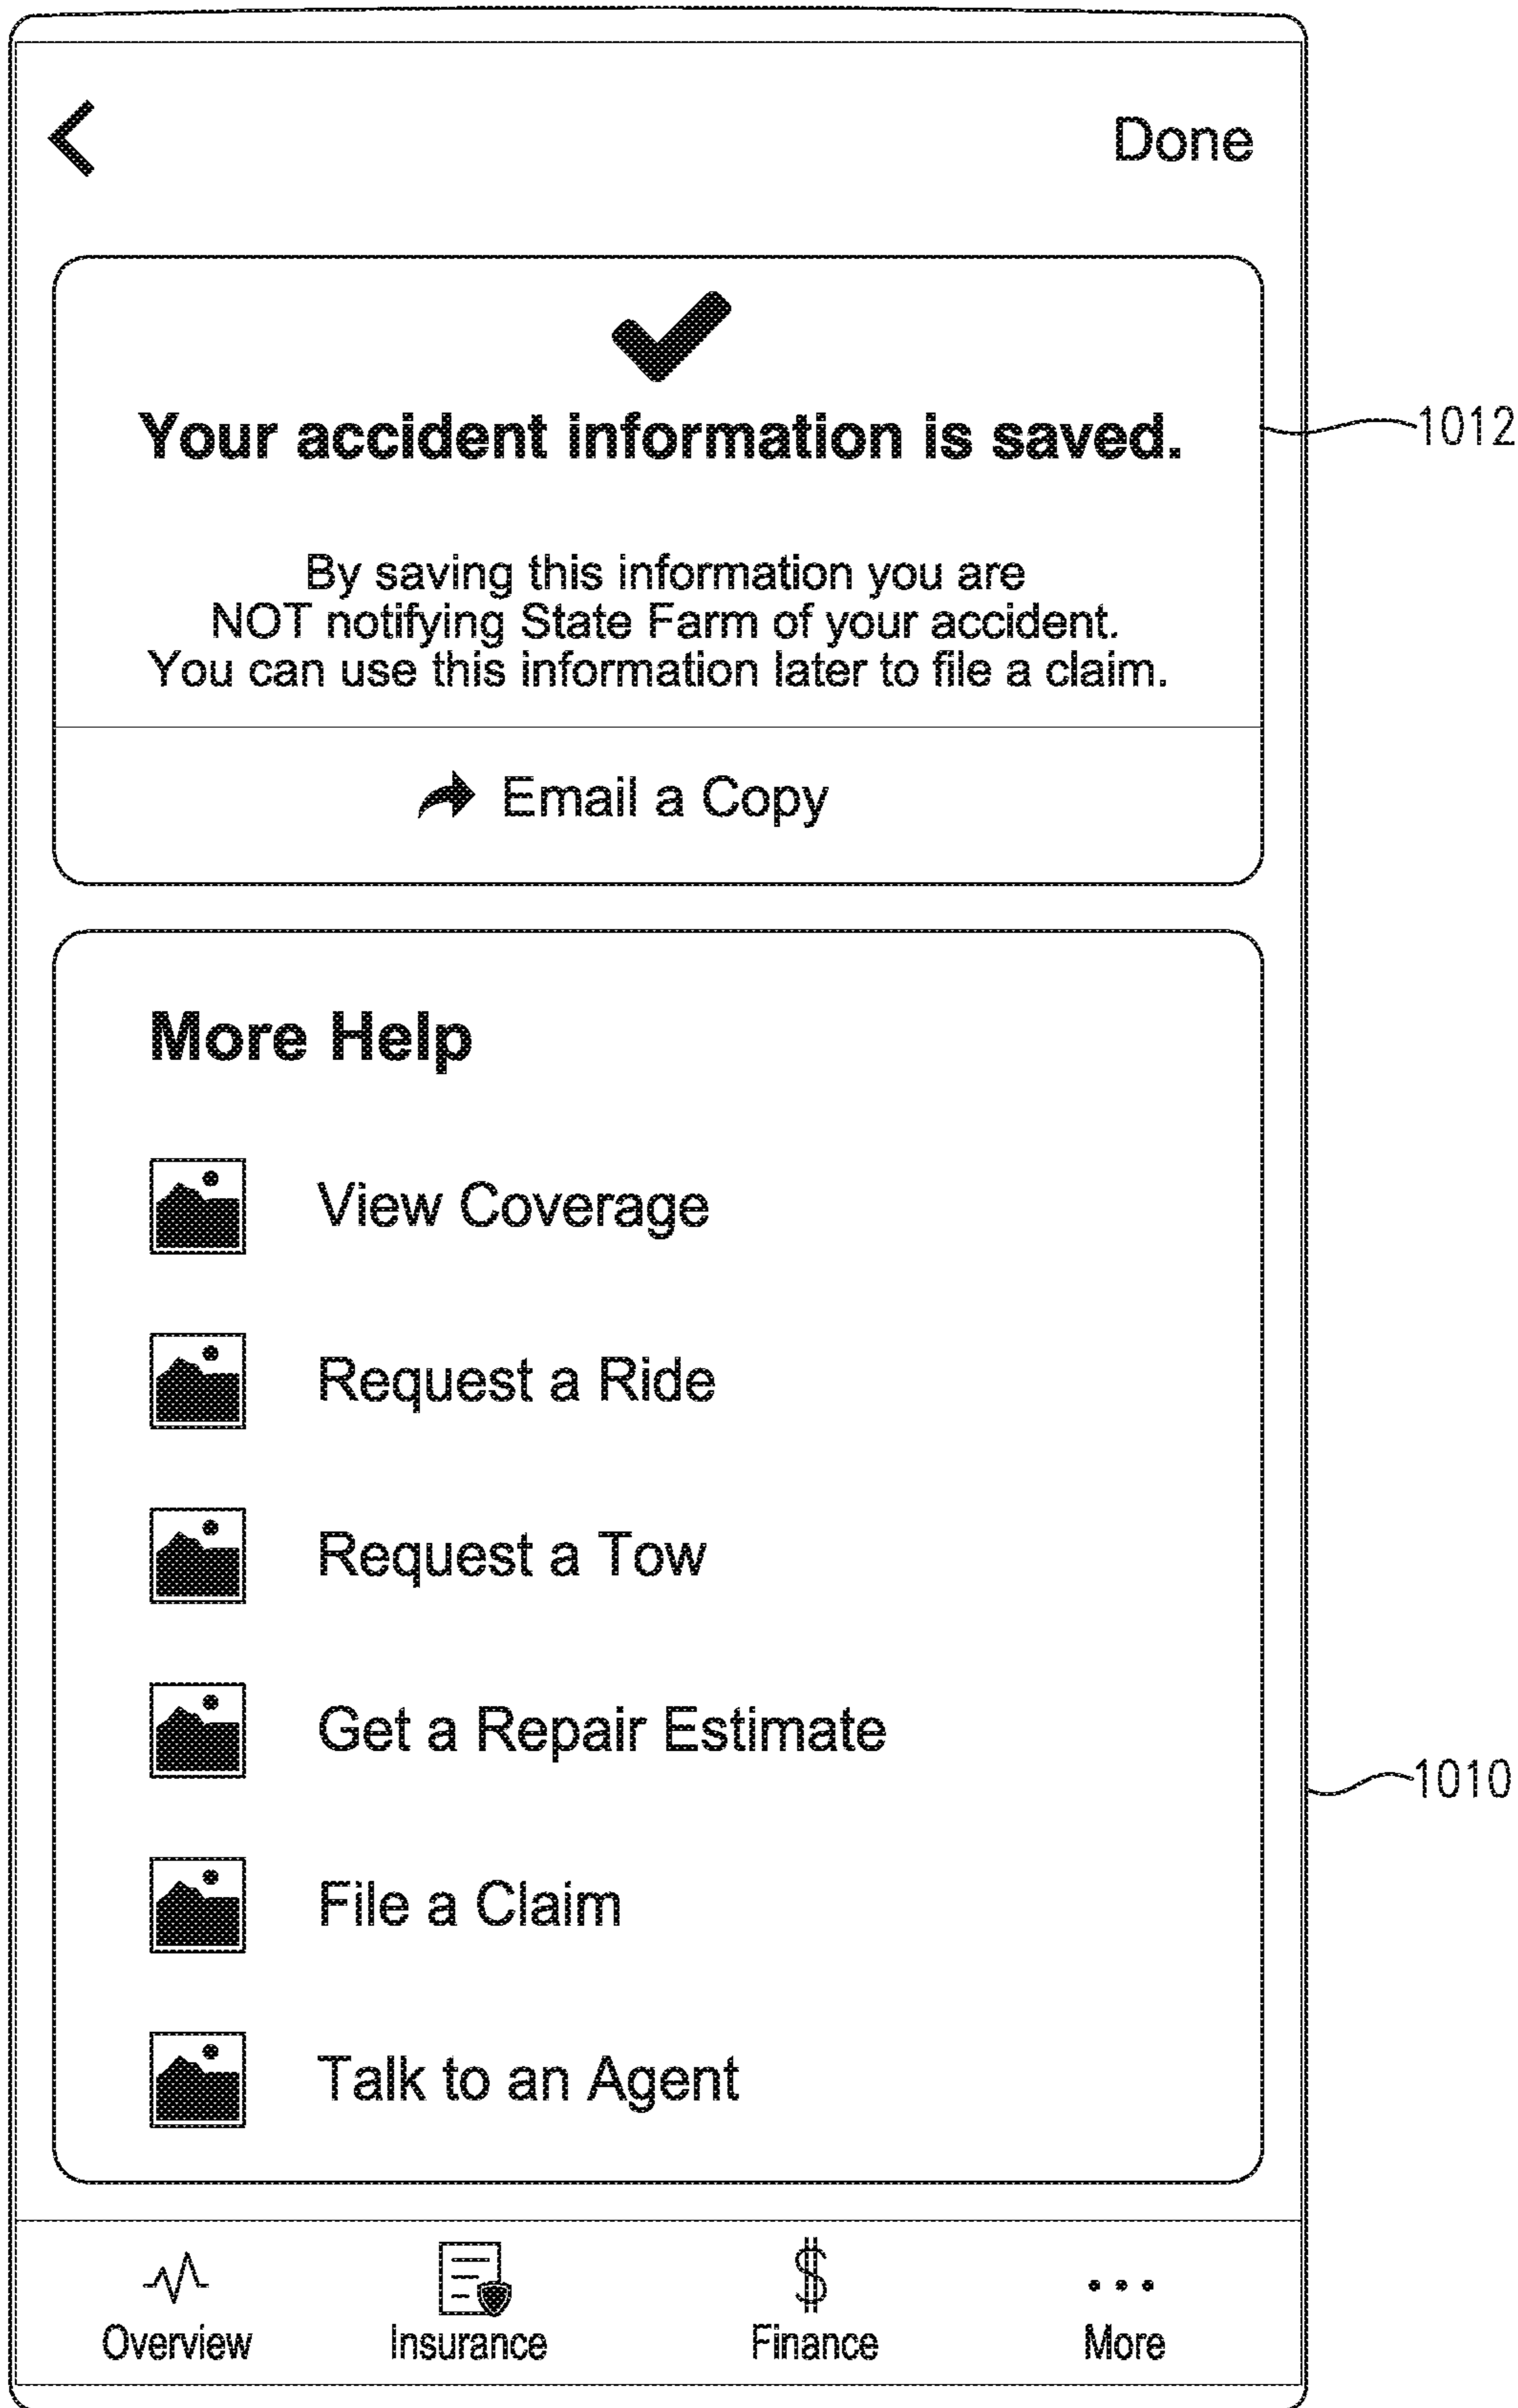 Done
Your accident information is saved.
1012
By saving this information you are
NOT notifying State Farm of your accident.
You can use this information later to file a claim.
Email a Copy
More Help
View Coverage
Request a Ride
Request a Tow
Get a Repair Estimate
1010
File a Claim
Talk to an Agent
Overview Insurance Finance More